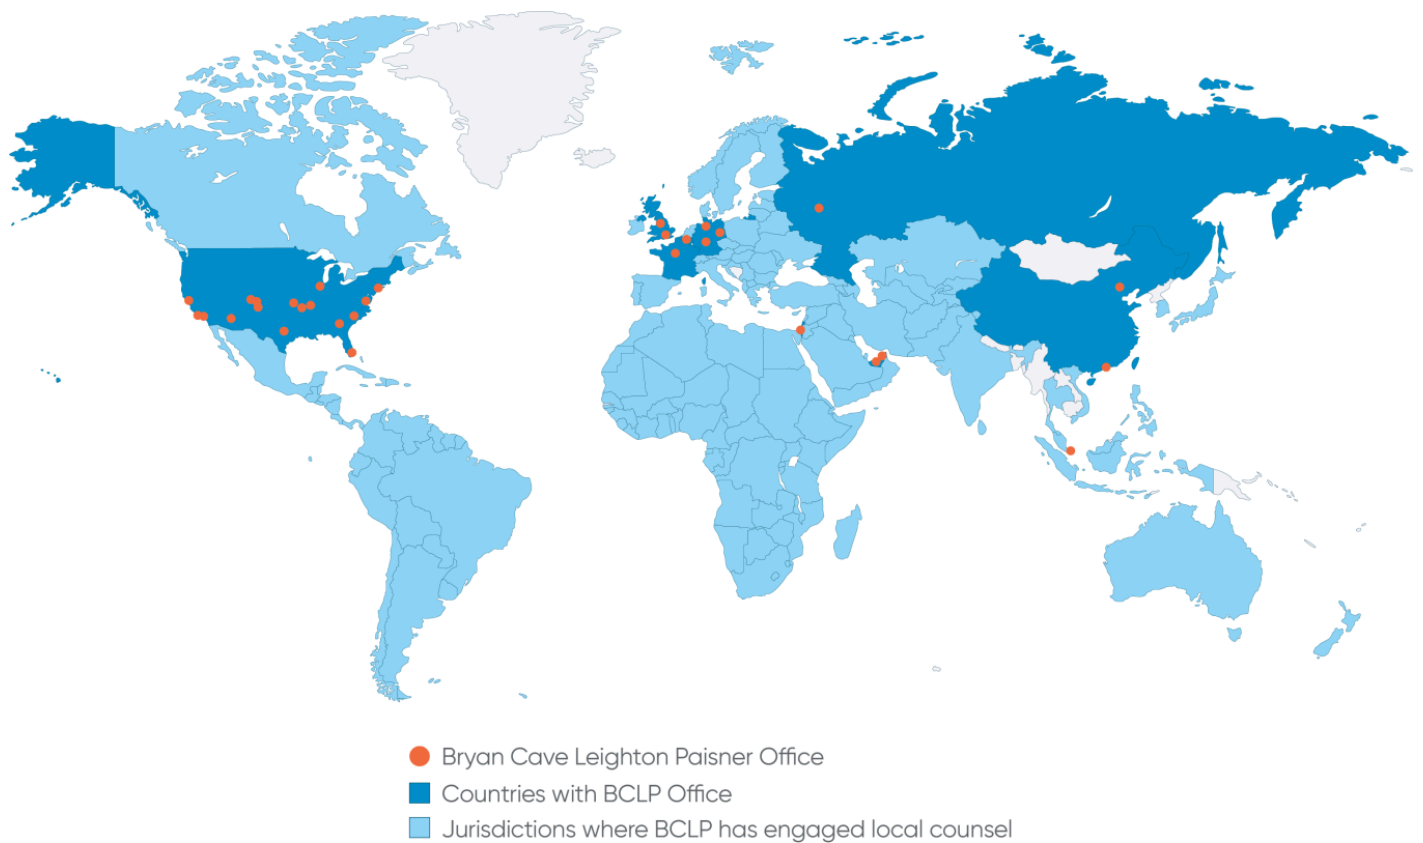 Bryan Cave Leighton Paisner Office
Countries with BCLP Office
Jurisdictions where BCLP has engaged local counsel